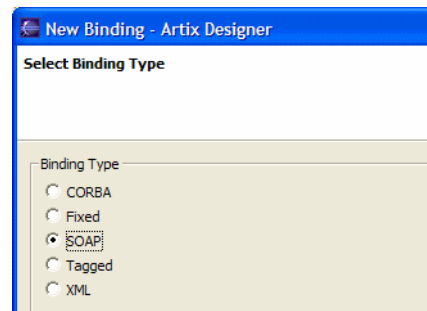 New Binding - Artix Designer
Select Binding Type
Binding Type
CORBA
Fixed
SOAP
Tagged
XML